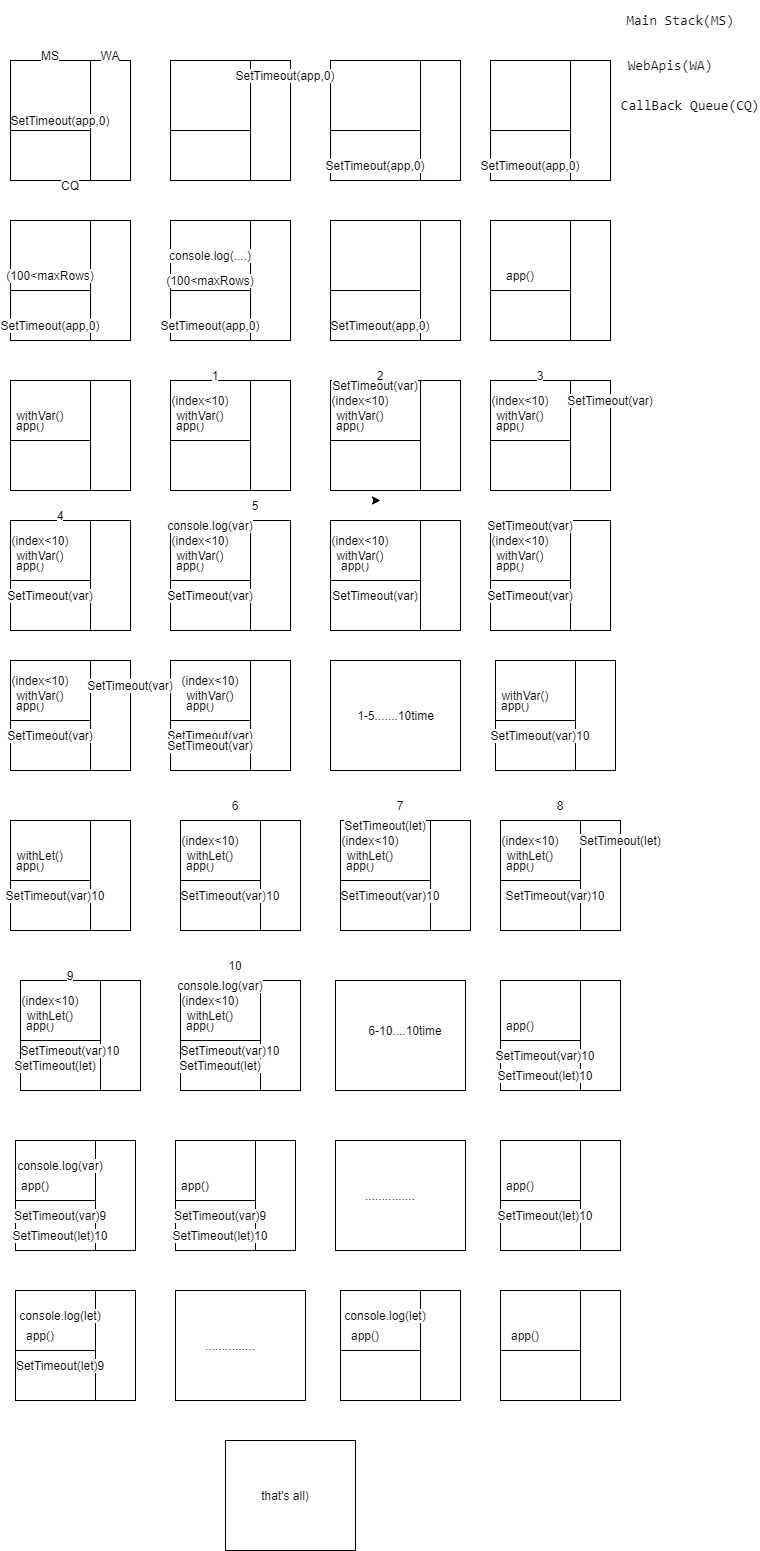 Main Stack(MS)
MS WA
WebApis(WA)
SetTimeout(app,0)
CallBack Queue(CQ)
SetTimeout(app,0)
SetTimeout(app,0)
SetTimeout(app,0)
CQ
console.log(....)
(100<maxRows)
(100<maxRows)
app()
SetTimeout(app,0)
SetTimeout(app,0)
SetTimeout(app,0)
withVar()
app()
1
(index<10)
withVar()
app()
2
SetTimeout(var)
(index<10)
withVar()
app()
3
(index<10)
SetTimeout(var)
withVar()
app()
4
(index<10)
withVar()
app()
SetTimeout(var)
5
console.log(var)
(index<10)
withVar()
app()
SetTimeout(var)
(index<10)
withVar()
app()
SetTimeout(var)
SetTimeout(var)
(index<10)
withVar()
app()
SetTimeout(var)
(index<10)
SetTimeout(var)
withVar()
app()
SetTimeout(var)
(index<10)
withVar()
app()
SetTimeout(var)
SetTimeout(var)
1-5.......10time
withVar()
app()
SetTimeout(var)10
withLet()
app()
SetTimeout(var)10
6
(index<10)
withLet()
app()
SetTimeout(var)10
7
SetTimeout(let)
(index<10)
withLet()
app()
SetTimeout(var)10
8
(index<10)
SetTimeout(let)
withLet()
app()
SetTimeout(var)10
9
(index<10)
withLet()
app()
SetTimeout(var)10
SetTimeout(let)
10
console.log(var)
(index<10)
withLet()
app()
SetTimeout(var)10
SetTimeout(let)
6-10....10time
app()
SetTimeout(var)10
SetTimeout(let)10
console.log(var)
app()
SetTimeout(var)9
SetTimeout(let)10
app()
SetTimeout(var)9
SetTimeout(let)10
...............
app()
SetTimeout(let)10
console.log(let)
app()
SetTimeout(let)9
...............
console.log(let)
app()
app()
that's all)